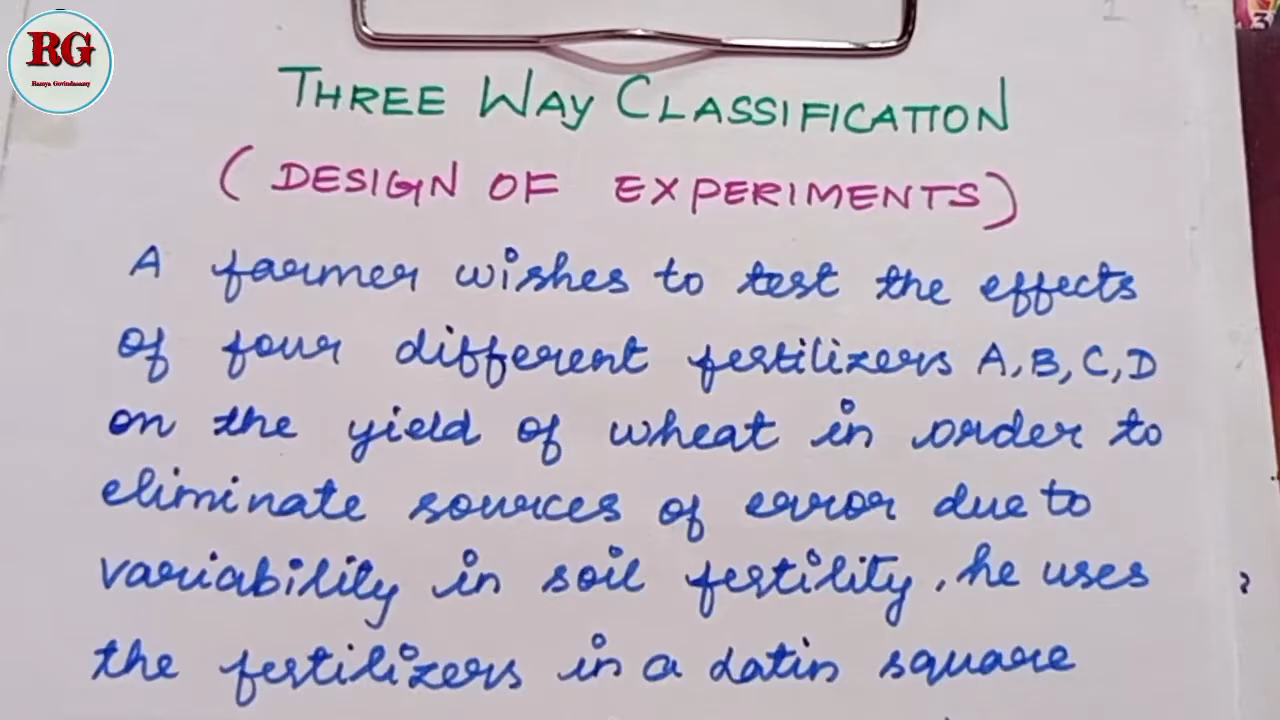 RG
Ramya Govindasamy
THREE WAY CLASSIFICATION
(DESIGN OF EXPERIMENTS)
A farmer wishes to test the effects
of four different fertilizers A, B, C, D
on the yield of wheat in order to
eliminate sources of error due to
variability in soil fertility, he uses
the fertilizers in a Latin square